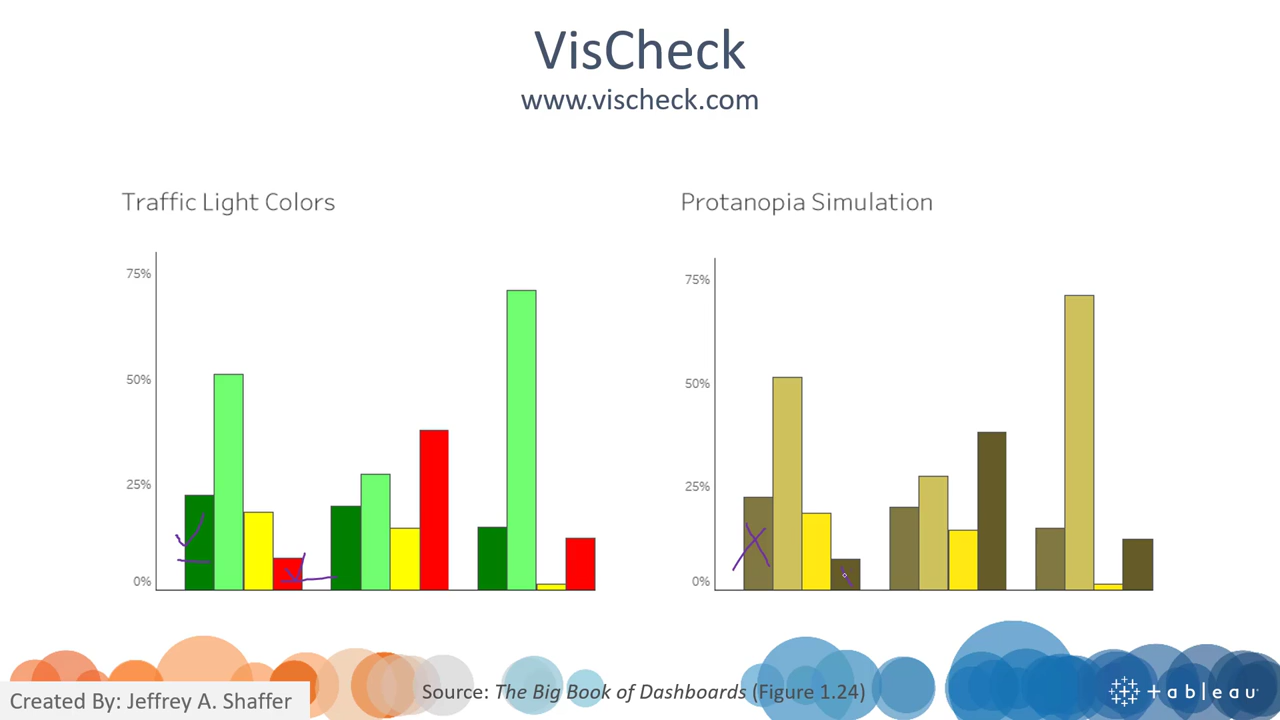 VisCheck
www.vischeck.com
Traffic Light Colors
Protanopia Simulation
75%
50%
25%
0%
75%
50%
25%
0%
Created By: Jeffrey A. Shaffer
Source: The Big Book of Dashboards (Figure 1.24)
+ableau